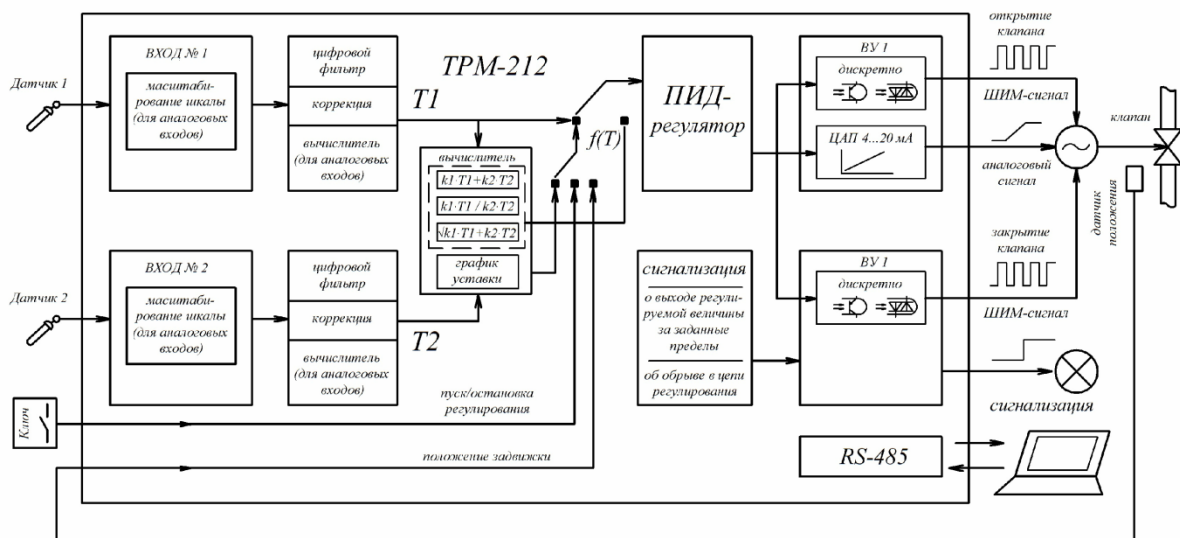 Датчик 1
ВХОД № 1
масштаби-
рование шкалы
(для аналоговых
входов)
цифровой
фильтр
коррекция
вычислитель
(для аналоговых
входов)
ТРМ-212
T1
вычислитель
k1·T1+k2·T2
k1·T1 / k2·T2
√k1·T1+k2·T2
график
уставки
f(T)
ПИД-
регулятор
ВУ 1
дискретно
ЦАП 4...20 мА
открытие
клапана
ШИМ-сигнал
аналоговый
сигнал
клапан
датчик
положения
закрытие
клапана
ШИМ-сигнал
Датчик 2
ВХОД № 2
масштаби-
рование шкалы
(для аналоговых
входов)
цифровой
фильтр
коррекция
вычислитель
(для аналоговых
входов)
T2
сигнализация
о выходе регули-
руемой величины
за заданные
пределы
об обрыве в цепи
регулирования
ВУ 1
дискретно
сигнализация
Ключ
пуск/остановка
регулирования
положение задвижки
RS-485